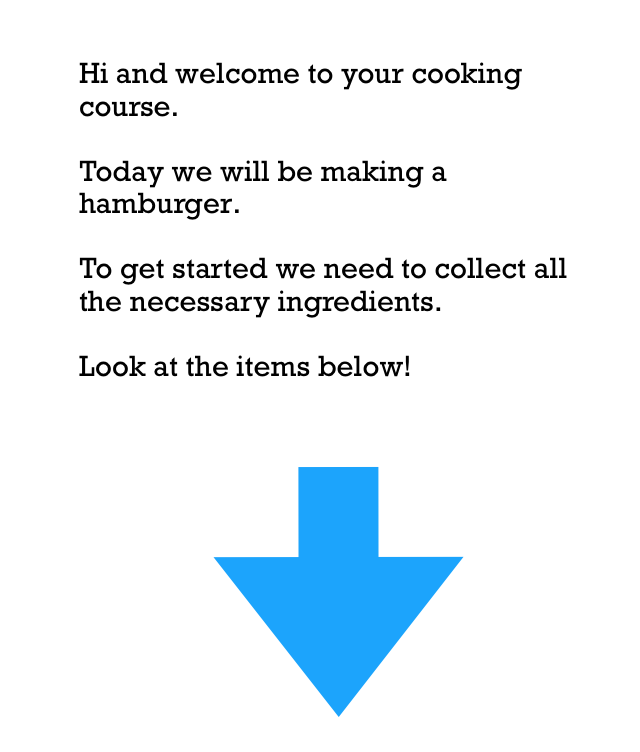 Hi and welcome to your cooking
course.
Today we will be making a
hamburger.
To get started we need to collect all
the necessary ingredients.
Look at the items below!